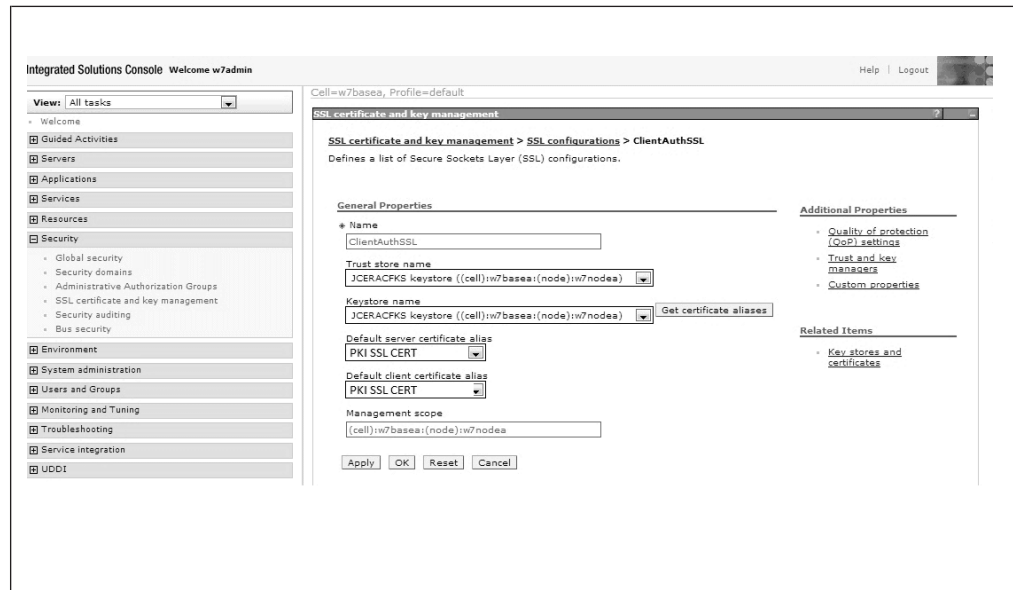 Integrated Solutions Console Welcome w7admin
Help | Logout
View: All tasks
Welcome
Guided Activities
Servers
Applications
Services
Resources
Security
Global security
Security domains
Administrative Authorization Groups
SSL certificate and key management
Security auditing
Bus security
Environment
System administration
Users and Groups
Monitoring and Tuning
Troubleshooting
Service integration
UDDI
Cell=w7basea, Profile=default
SSL certificate and key management
? _
SSL certificate and key management > SSL configurations > ClientAuthSSL
Defines a list of Secure Sockets Layer (SSL) configurations.
General Properties
* Name
ClientAuthSSL
Trust store name
JCERACFKS keystore ((cell):w7basea:(node):w7nodea)
Keystore name
JCERACFKS keystore ((cell):w7basea:(node):w7nodea) Get certificate aliases
Default server certificate alias
PKI SSL CERT
Default client certificate alias
PKI SSL CERT
Management scope
(cell):w7basea:(node):w7nodea
Apply OK Reset Cancel
Additional Properties
Quality of protection
(QoP) settings
Trust and key
managers
Custom properties
Related Items
Key stores and
certificates